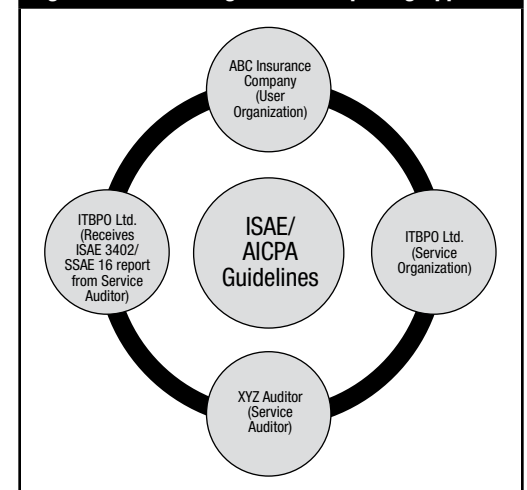 ABC Insurance
Company
(User
Organization)
ITBPO Ltd.
(Receives
ISAE 3402/
SSAE 16 report
from Service
Auditor)
ISAE/
AICPA
Guidelines
ITBPO Ltd.
(Service
Organization)
XYZ Auditor
(Service
Auditor)